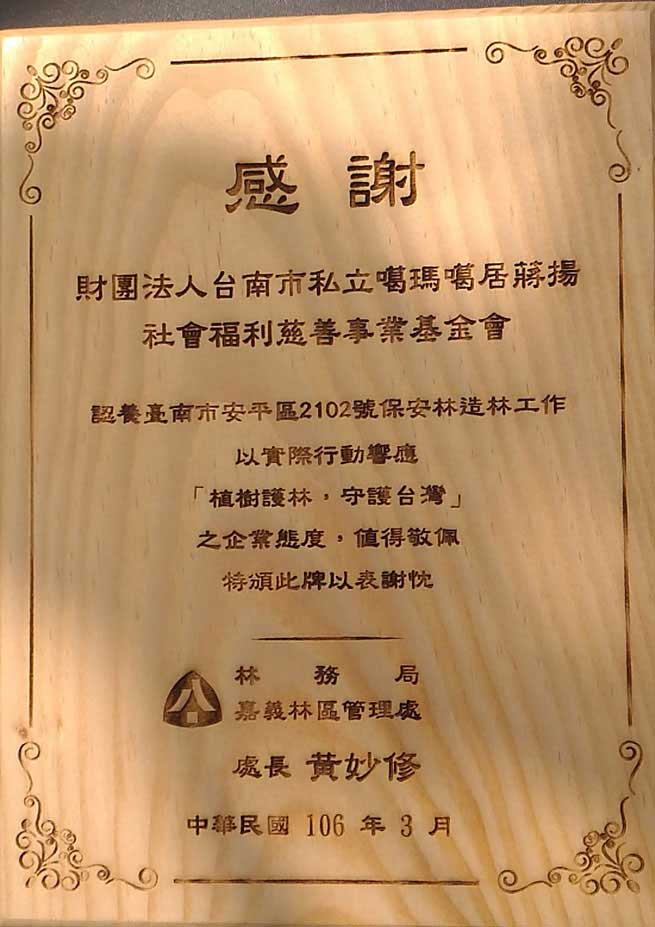 感謝
財團法人台南市私立噶瑪噶居蔣揚
社會福利慈善事業基金會
認養臺南市安平區2102號保安林造林工作
以實際行動響應
「植樹護林，守護台灣」
之企業態度，值得敬佩
特頒此牌以表謝忱
林務局
嘉義林區管理處
處長 黃妙修
中華民國 106 年 3 月